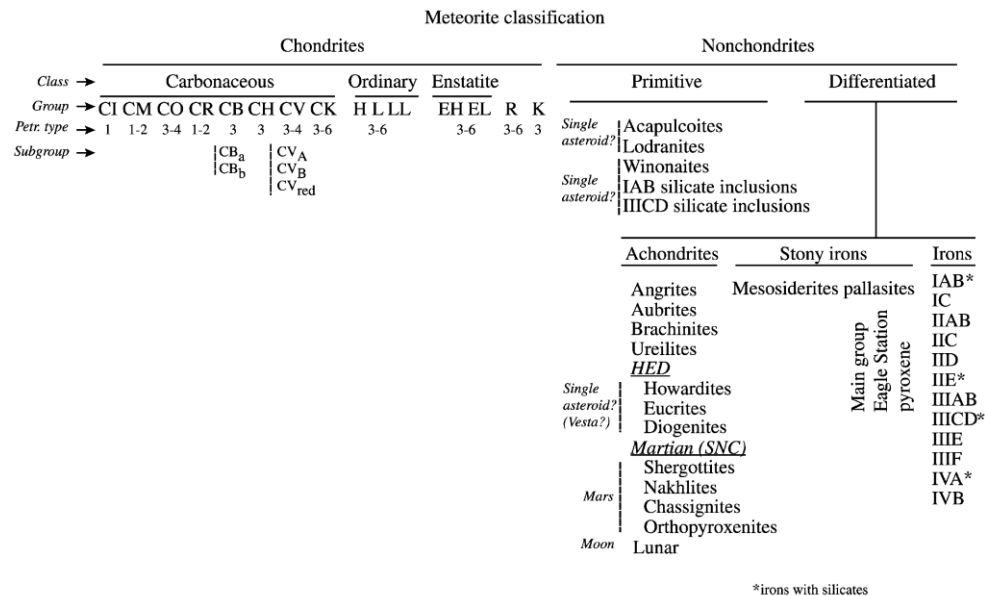 Meteorite classification
Chondrites
Nonchondrites
Class → Carbonaceous Ordinary Enstatite
Primitive
Differentiated
Group → CI CM CO CR CB CH CV CK H L LL EH EL R K
Petr. type → 1 1-2 3-4 1-2 3 3 3-4 3-6 3-6 3-6 3-6 3
Subgroup →
CBa
CBb
CVA
CVB
CVred
Single asteroid?
Acapulcoites
Lodranites
Single asteroid?
Winonaites
IAB silicate inclusions
IIICD silicate inclusions
Achondrites
Angrites
Aubrites
Brachinites
Ureilites
HED
Single asteroid? (Vesta?)
Howardites
Eucrites
Diogenites
Martian (SNC)
Mars
Shergottites
Nakhlites
Chassignites
Orthopyroxenites
Moon Lunar
Stony irons
Mesosiderites pallasites
Main group
Eagle Station
pyroxene
Irons
IAB*
IC
IIAB
IIC
IID
IIE*
IIIAB
IIICD*
IIIE
IIIF
IVA*
IVB
*irons with silicates